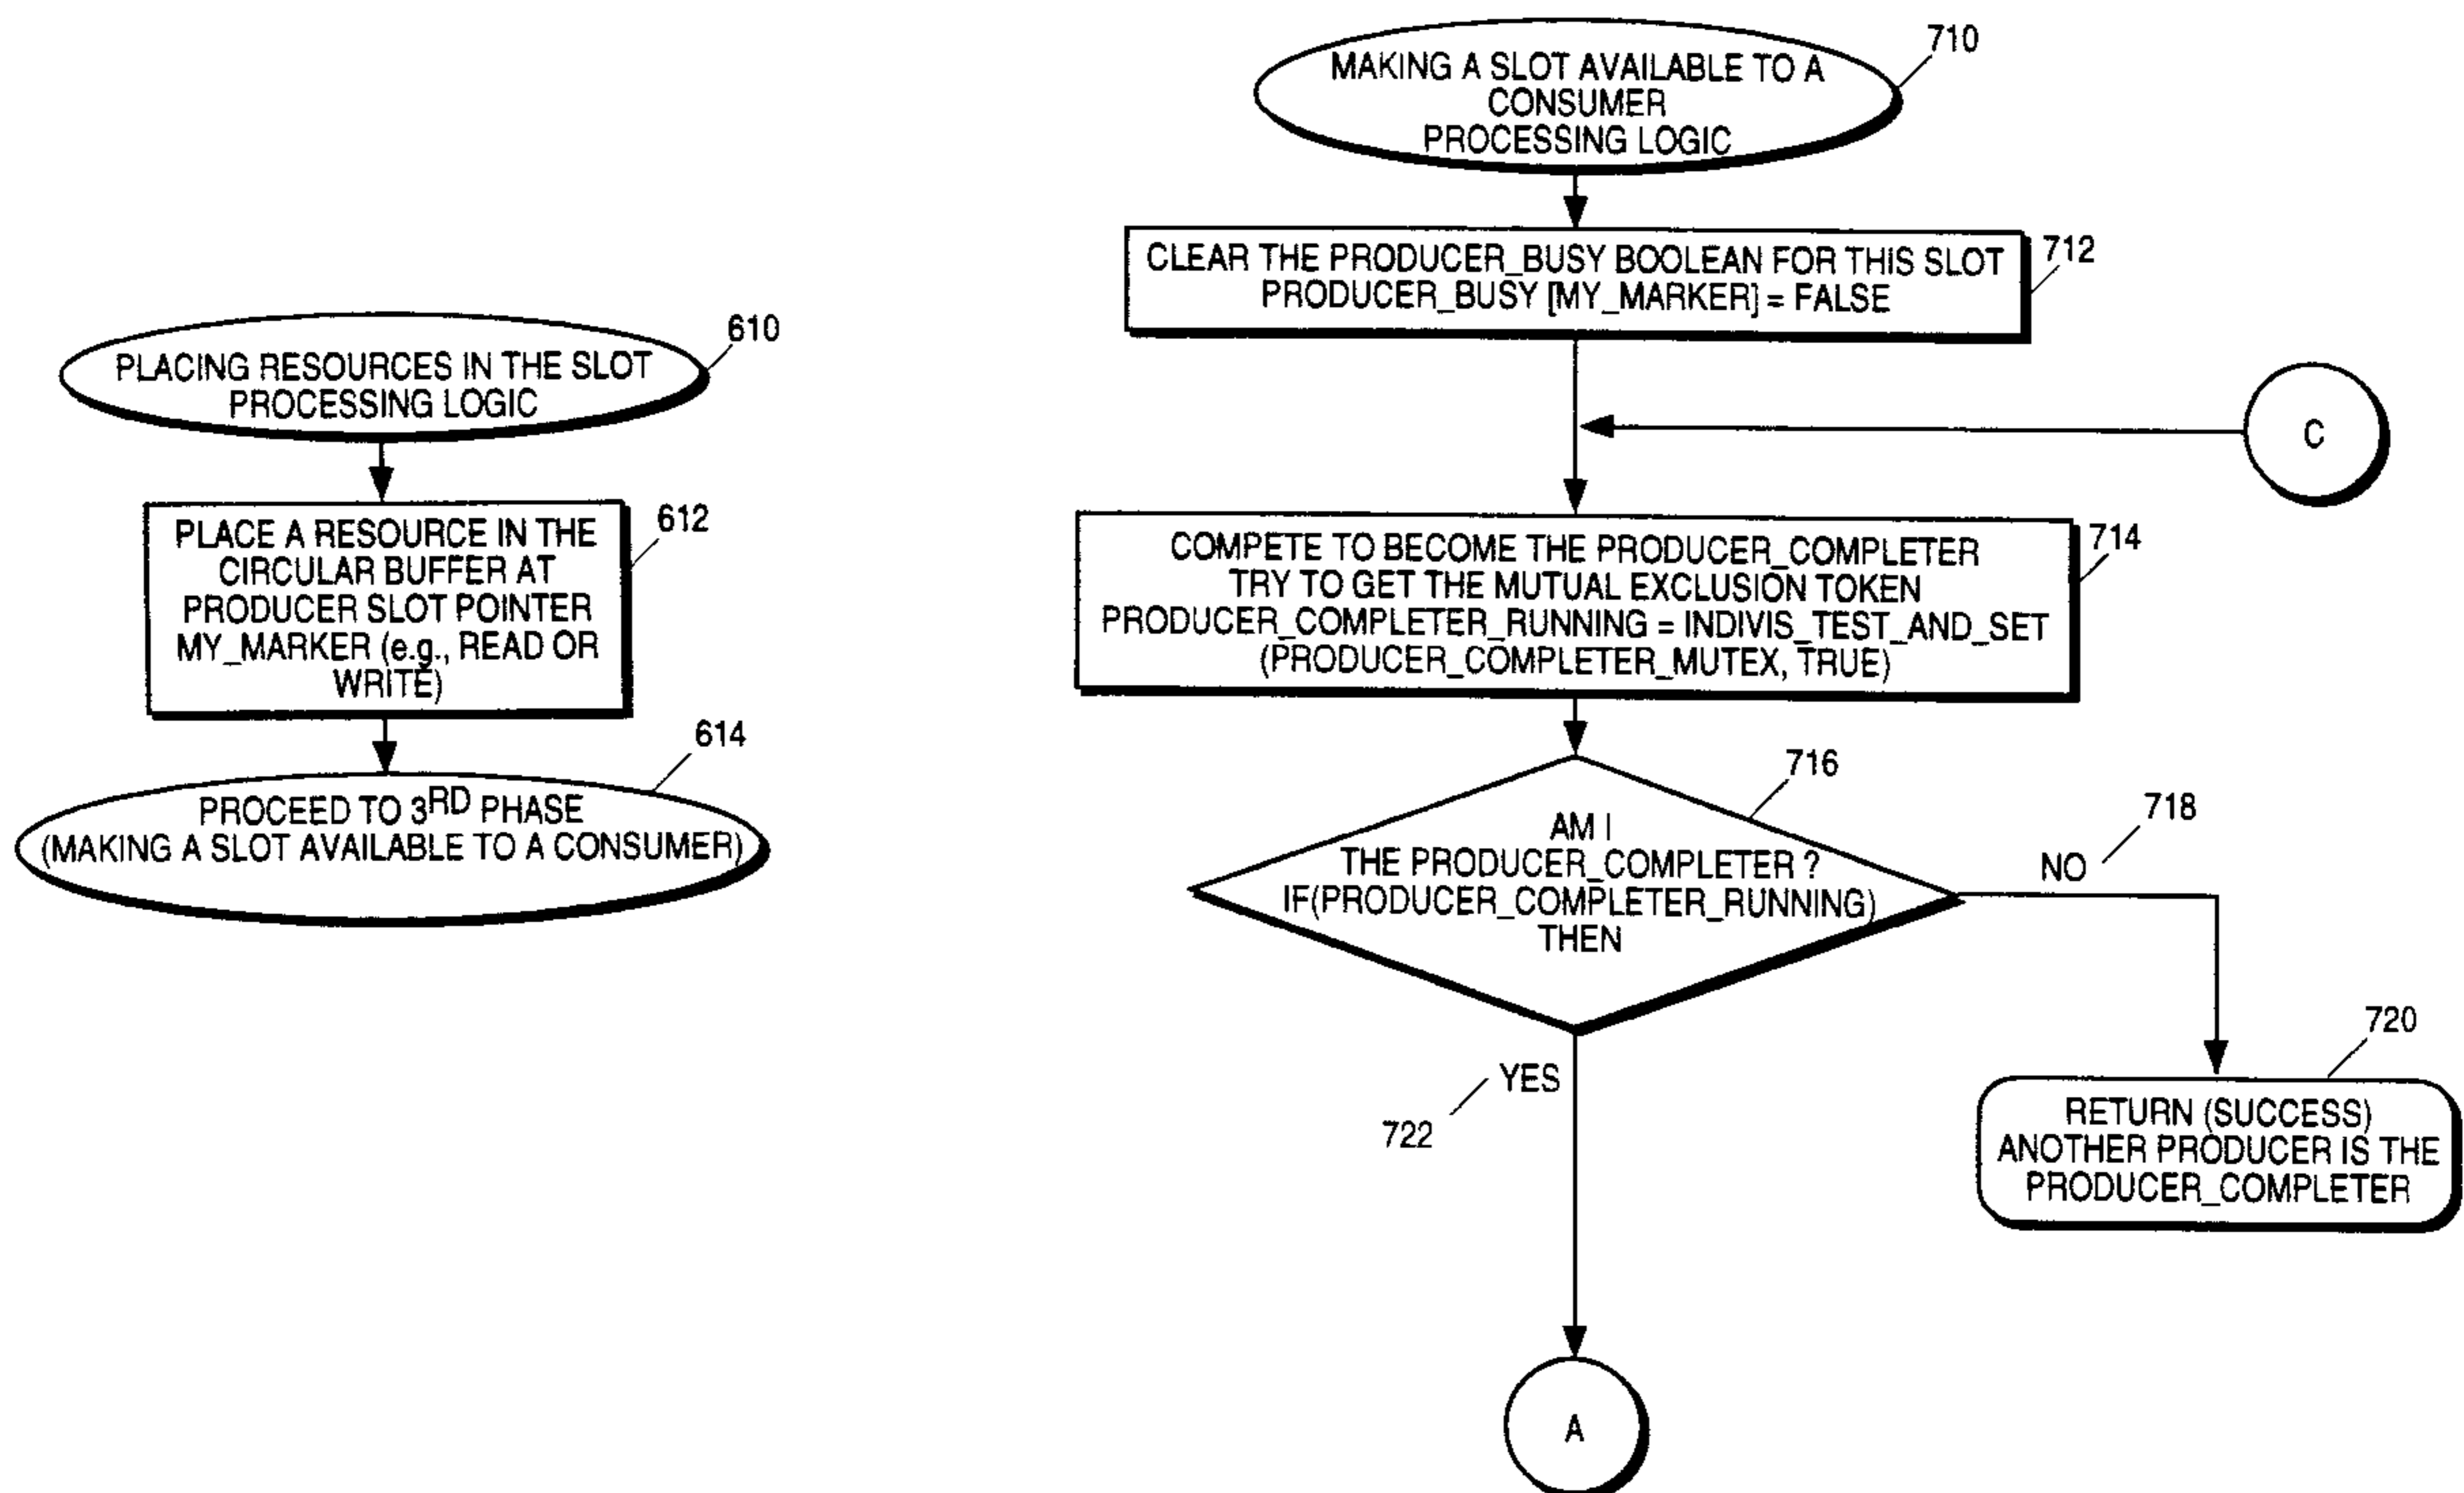 610
PLACING RESOURCES IN THE SLOT
PROCESSING LOGIC
612
PLACE A RESOURCE IN THE
CIRCULAR BUFFER AT
PRODUCER SLOT POINTER
MY_MARKER (e.g., READ OR
WRITE)
614
PROCEED TO 3RD PHASE
(MAKING A SLOT AVAILABLE TO A CONSUMER)
710
MAKING A SLOT AVAILABLE TO A
CONSUMER
PROCESSING LOGIC
712
CLEAR THE PRODUCER_BUSY BOOLEAN FOR THIS SLOT
PRODUCER_BUSY [MY_MARKER] = FALSE
C
714
COMPETE TO BECOME THE PRODUCER_COMPLETER
TRY TO GET THE MUTUAL EXCLUSION TOKEN
PRODUCER_COMPLETER_RUNNING = INDIVIS_TEST_AND_SET
(PRODUCER_COMPLETER_MUTEX, TRUE)
716
AM I
THE PRODUCER_COMPLETER ?
IF(PRODUCER_COMPLETER_RUNNING)
THEN
718
NO
720
RETURN (SUCCESS)
ANOTHER PRODUCER IS THE
PRODUCER_COMPLETER
YES
722
A